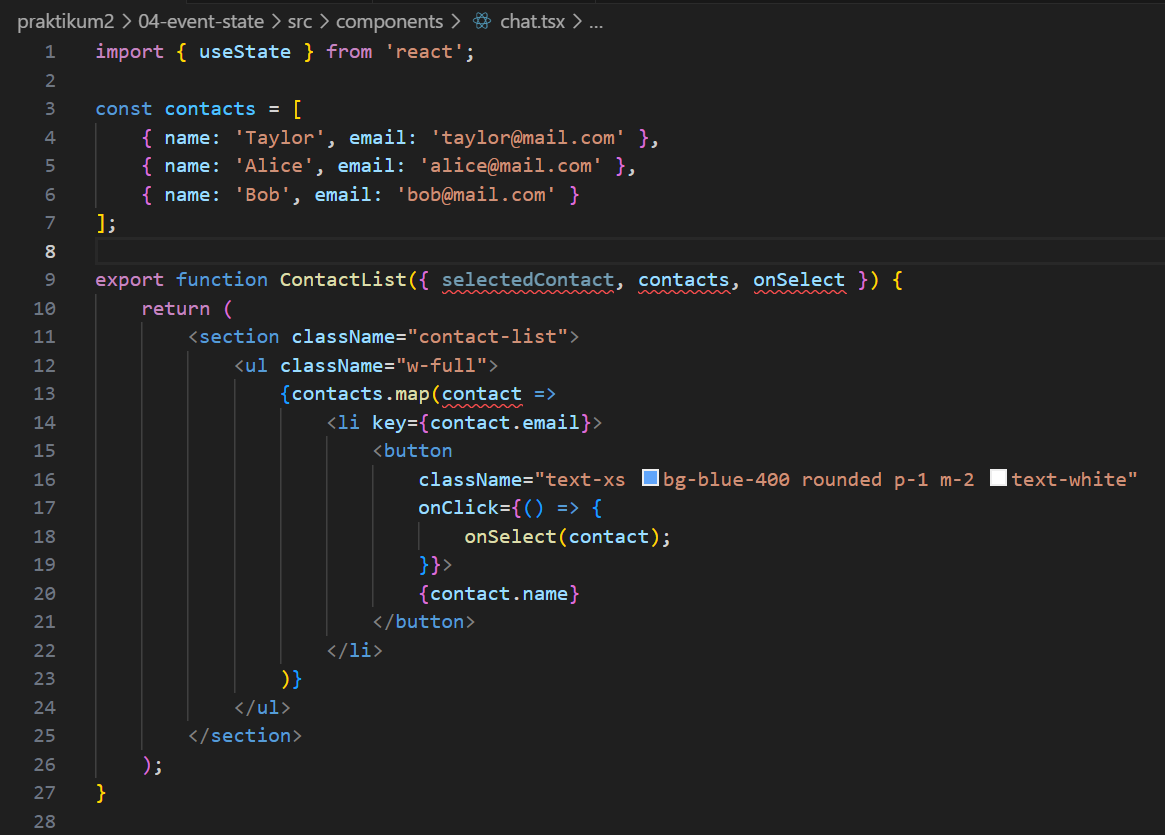 praktikum2 > 04-event-state > src > components > chat.tsx > ...
1 import { useState } from 'react';
2
3 const contacts = [
4     { name: 'Taylor', email: 'taylor@mail.com' },
5     { name: 'Alice', email: 'alice@mail.com' },
6     { name: 'Bob', email: 'bob@mail.com' }
7 ];
8
9 export function ContactList({ selectedContact, contacts, onSelect }) {
10     return (
11         <section className="contact-list">
12             <ul className="w-full">
13                 {contacts.map(contact =>
14                     <li key={contact.email}>
15                         <button
16                             className="text-xs bg-blue-400 rounded p-1 m-2 text-white"
17                             onClick={() => {
18                                 onSelect(contact);
19                             }}>
20                             {contact.name}
21                         </button>
22                     </li>
23                 )}
24             </ul>
25         </section>
26     );
27 }
28